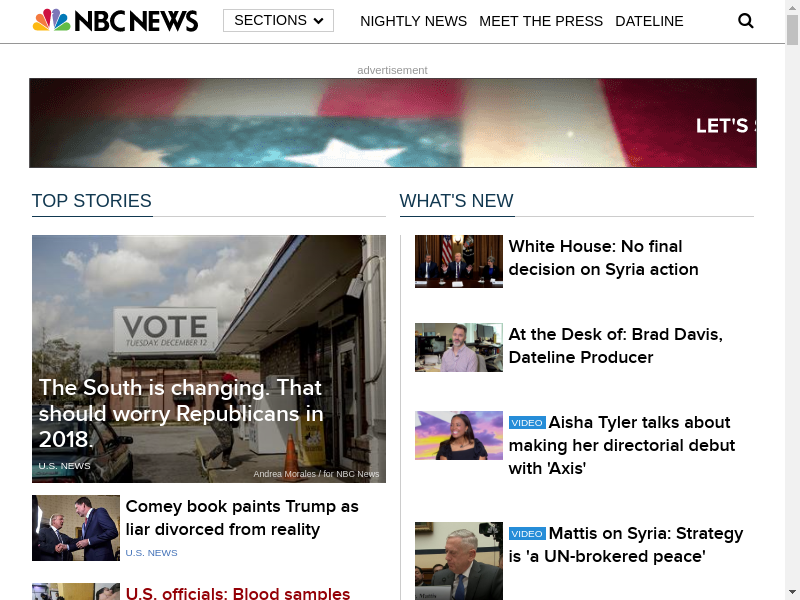 NBC NEWS
SECTIONS
NIGHTLY NEWS
MEET THE PRESS
DATELINE
advertisement
LET'S
TOP STORIES
VOTE
TUESDAY, DECEMBER 12
The South is changing. That
should worry Republicans in
2018.
U.S. NEWS
Andrea Morales / for NBC News
Comey book paints Trump as
liar divorced from reality
U.S. NEWS
U.S. officials: Blood samples
WHAT'S NEW
White House: No final
decision on Syria action
At the Desk of: Brad Davis,
Dateline Producer
VIDEO Aisha Tyler talks about
making her directorial debut
with 'Axis'
VIDEO Mattis on Syria: Strategy
is 'a UN-brokered peace'
Mattis